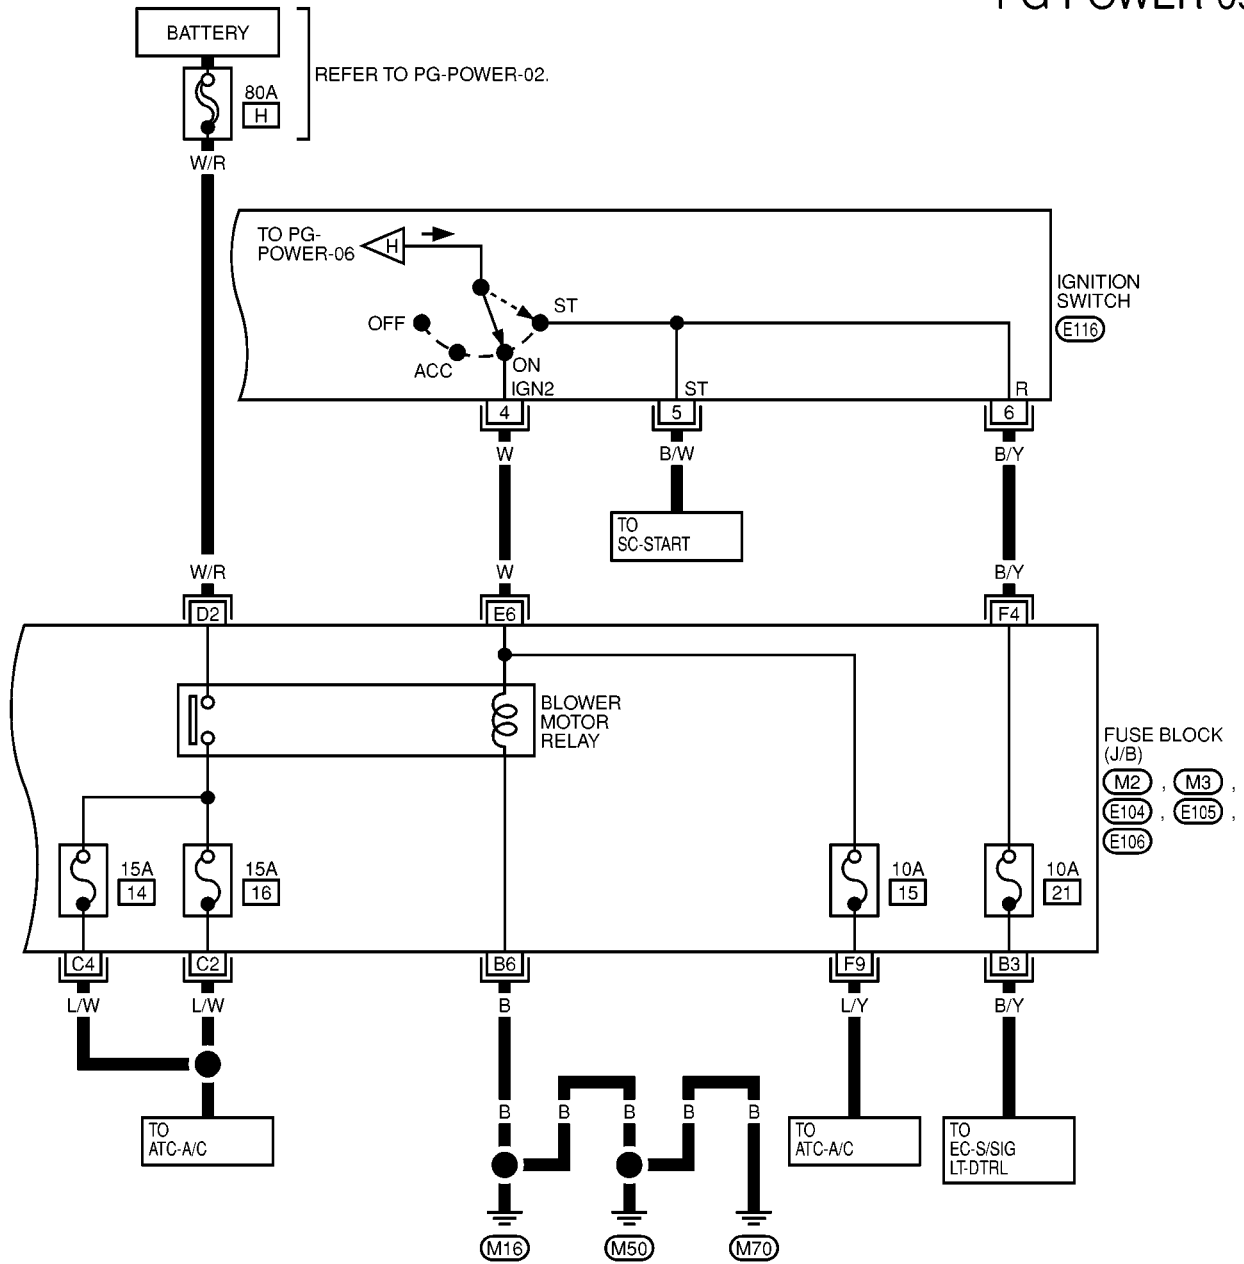 PG-POWER-05
BATTERY
80A
H
REFER TO PG-POWER-02.
W/R
TO PG-
POWER-06
H
OFF
ACC
ON
ST
IGN2
ST
R
IGNITION
SWITCH
E116
4
5
6
W
B/W
B/Y
TO
SC-START
W/R
W
B/Y
D2
E6
F4
BLOWER
MOTOR
RELAY
FUSE BLOCK
(J/B)
M2 , M3 ,
E104 , E105 ,
E106
15A
14
15A
16
10A
15
10A
21
C4
C2
B6
F9
B3
L/W
L/W
B
L/Y
B/Y
B
B
B
B
B
TO
ATC-A/C
TO
ATC-A/C
TO
EC-S/SIG
LT-DTRL
M16
M50
M70